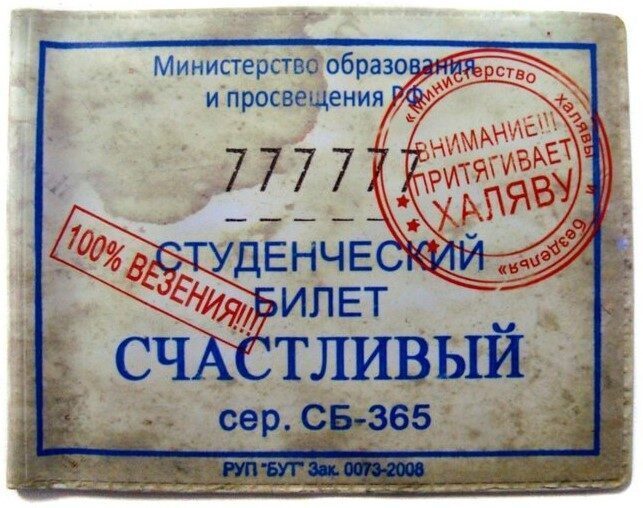 Министерство образования
и просвещения РФ
777777
«Министерство халявы и безделья»
ВНИМАНИЕ!!!
ПРИТЯГИВАЕТ
ХАЛЯВУ
100% ВЕЗЕНИЯ!!!!
СТУДЕНЧЕСКИЙ
БИЛЕТ
СЧАСТЛИВЫЙ
сер. СБ-365
РУП "БУТ" Зак. 0073-2008